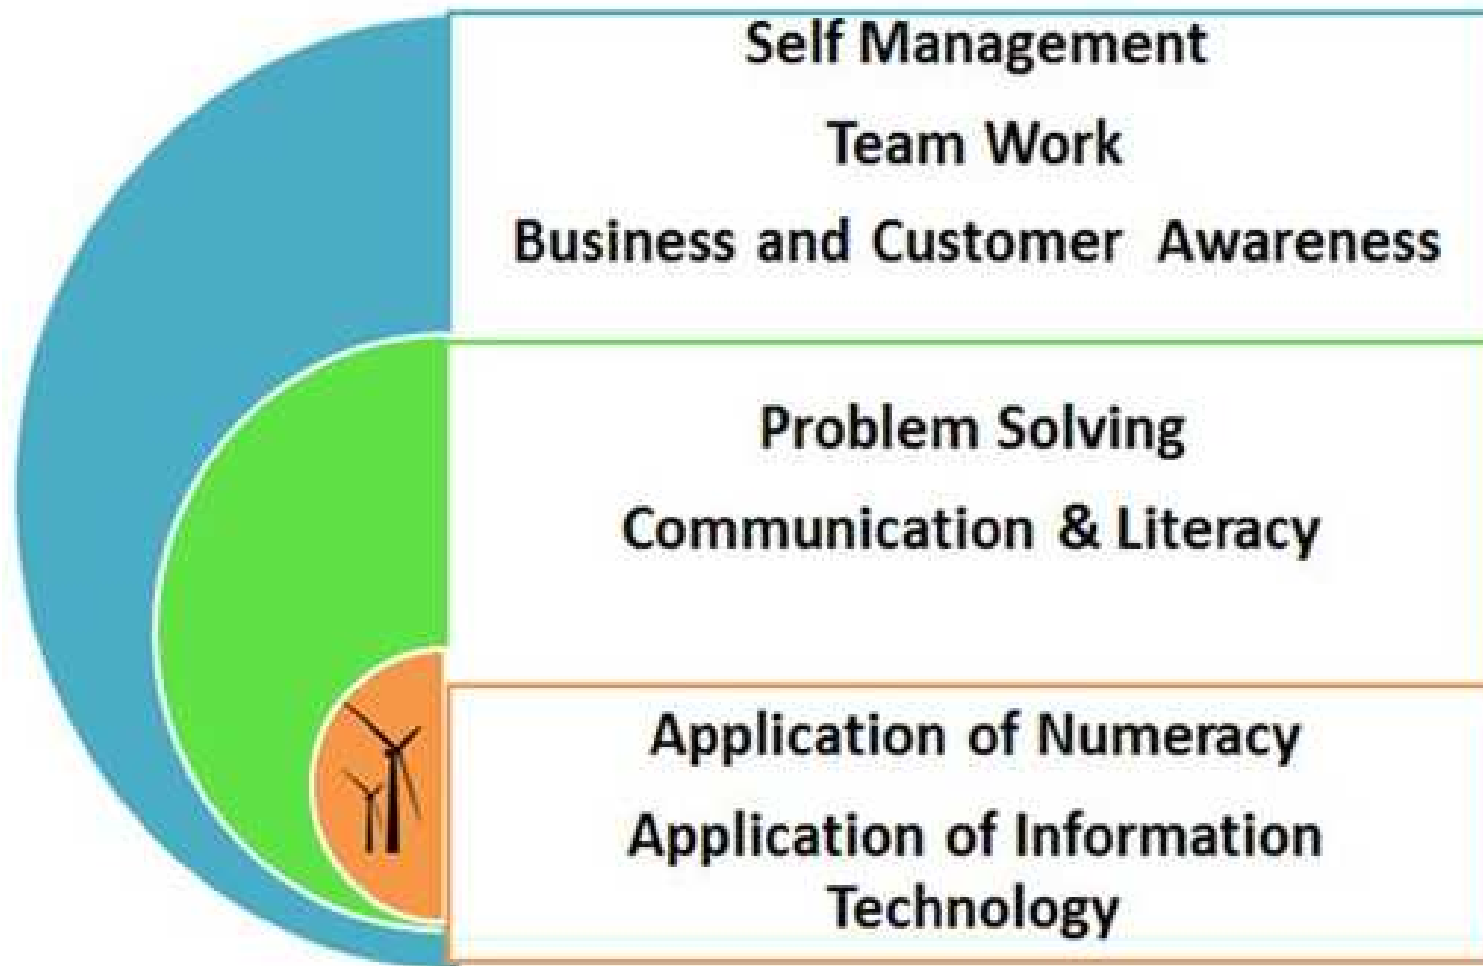 Self Management
Team Work
Business and Customer Awareness
Problem Solving
Communication & Literacy
Application of Numeracy
Application of Information
Technology